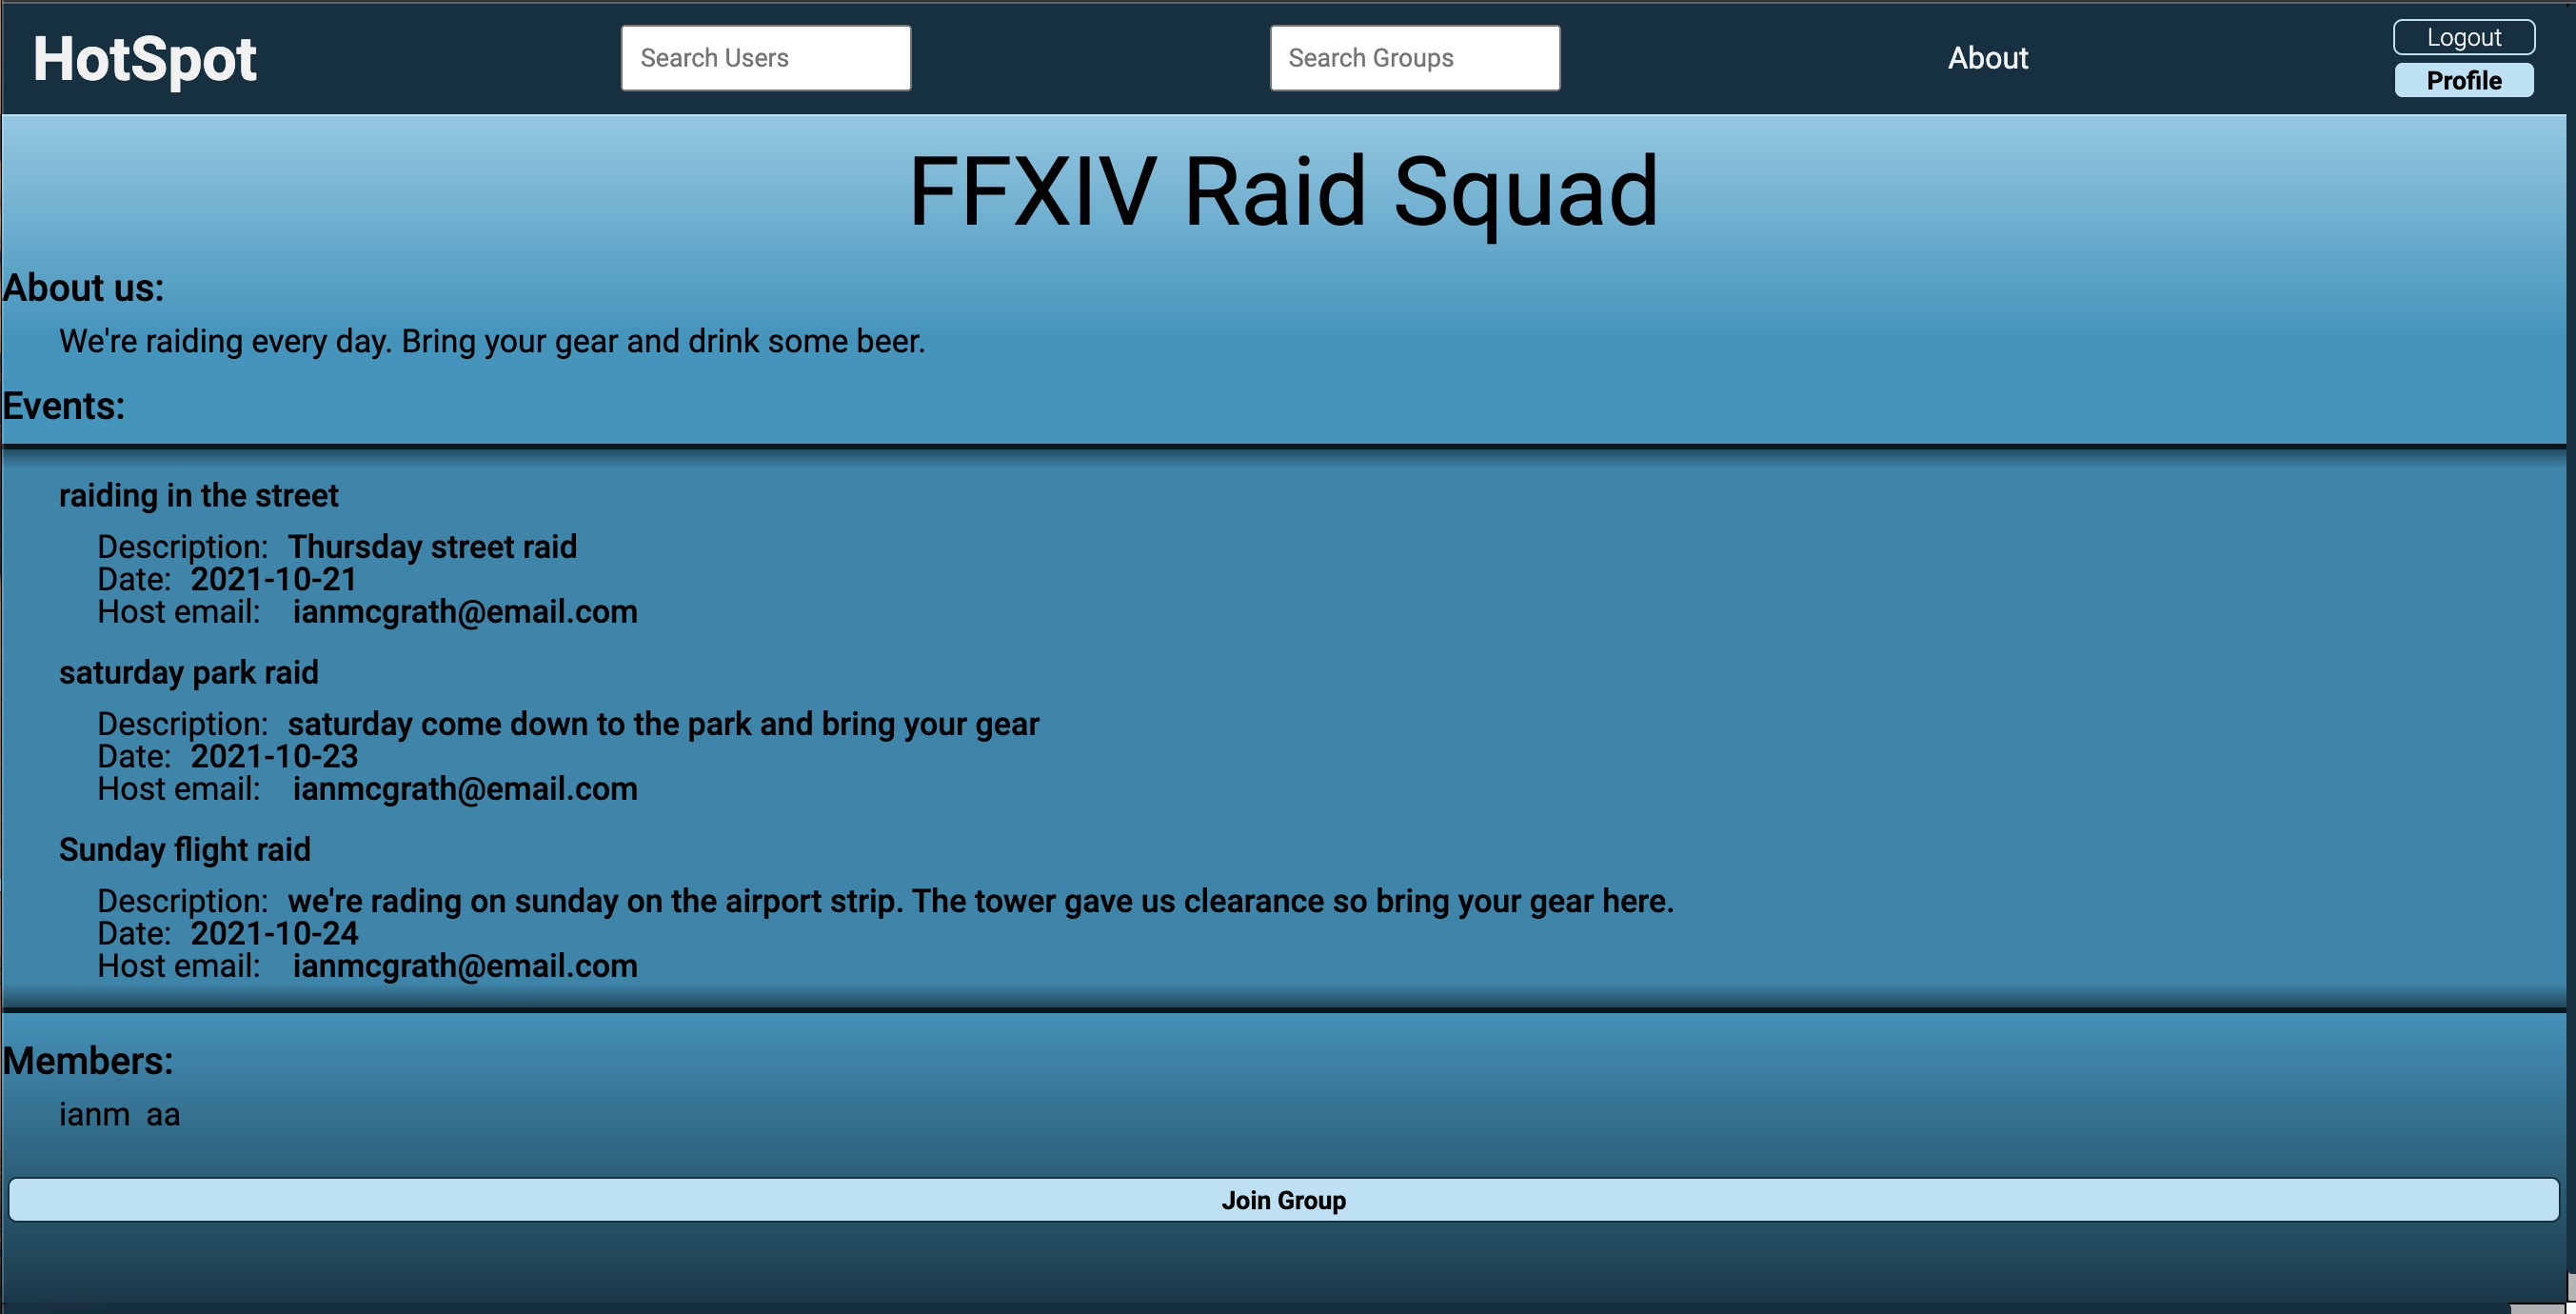 HotSpot
Search Users
Search Groups
About
Logout
Profile
FFXIV Raid Squad
About us:
We're raiding every day. Bring your gear and drink some beer.
Events:
raiding in the street
Description: Thursday street raid
Date: 2021-10-21
Host email: ianmcgrath@email.com
saturday park raid
Description: saturday come down to the park and bring your gear
Date: 2021-10-23
Host email: ianmcgrath@email.com
Sunday flight raid
Description: we're rading on sunday on the airport strip. The tower gave us clearance so bring your gear here.
Date: 2021-10-24
Host email: ianmcgrath@email.com
Members:
ianm aa
Join Group